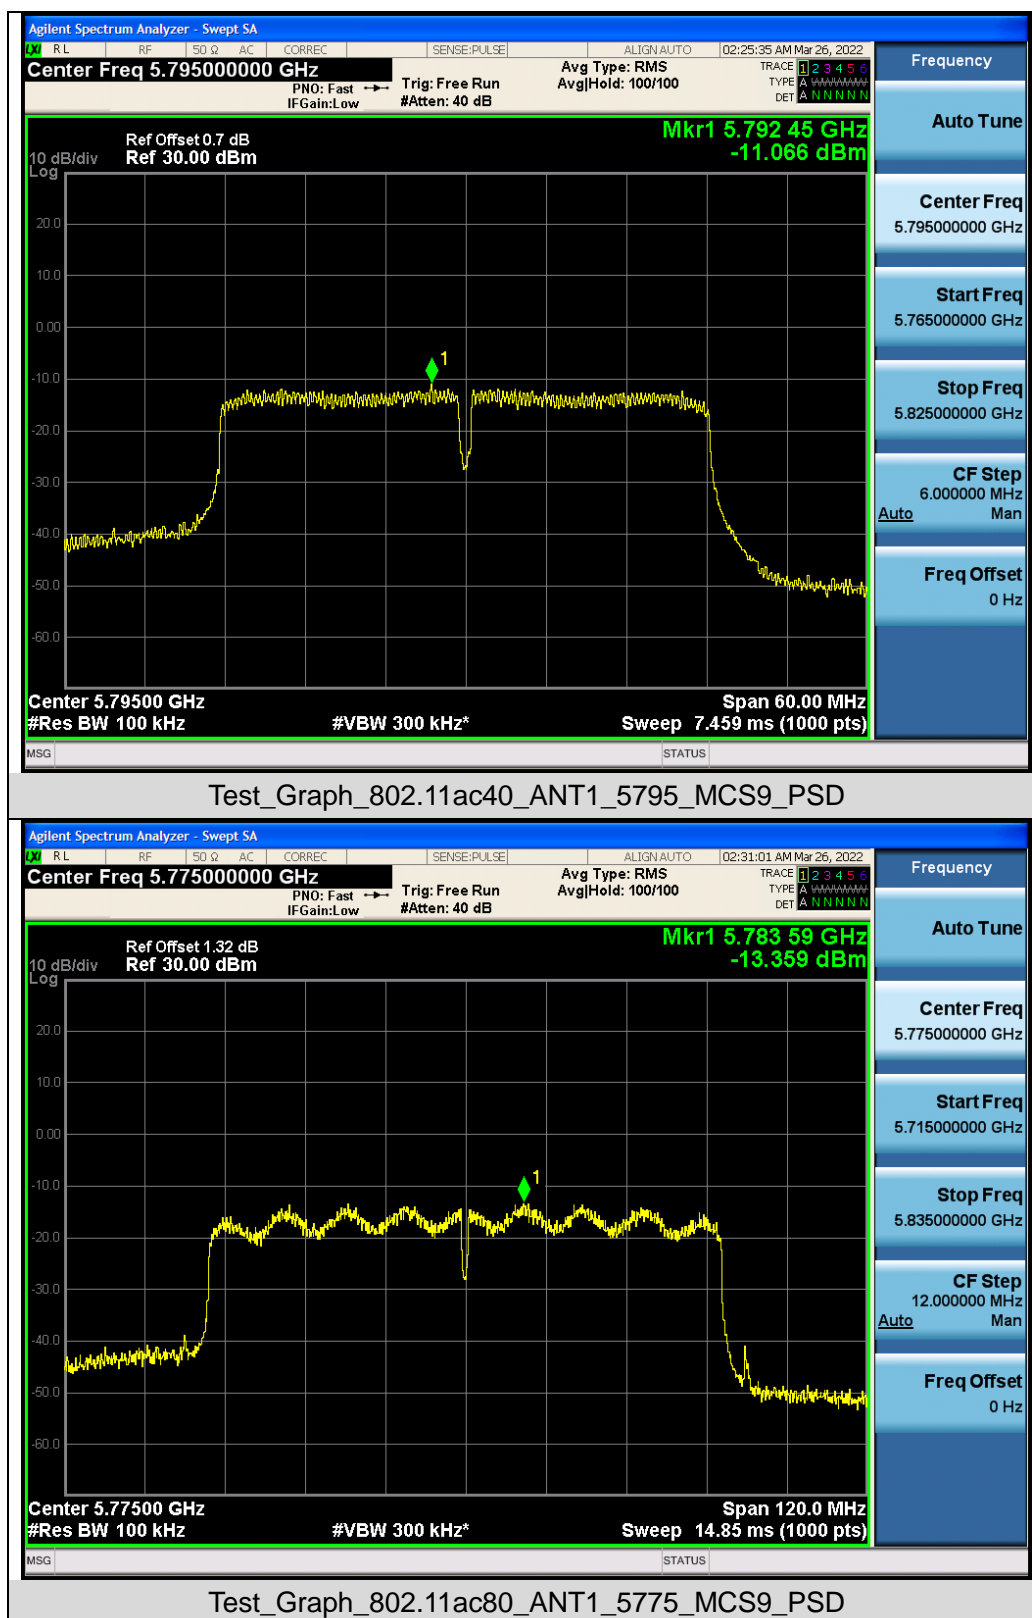 Agilent Spectrum Analyzer - Swept SA
LXI RL RF 50 Ω AC CORREC SENSE:PULSE ALIGN AUTO 02:25:35 AM Mar 26, 2022
Center Freq 5.795000000 GHz
PNO: Fast
IFGain:Low
Trig: Free Run
#Atten: 40 dB
Avg Type: RMS
Avg|Hold: 100/100
TRACE 1 2 3 4 5 6
TYPE A WWWWW
DET A N N N N N
Frequency
Auto Tune
Center Freq
5.795000000 GHz
Start Freq
5.765000000 GHz
Stop Freq
5.825000000 GHz
CF Step
6.000000 MHz
Auto Man
Freq Offset
0 Hz
Mkr1 5.792 45 GHz
-11.066 dBm
Ref Offset 0.7 dB
10 dB/div Ref 30.00 dBm
Log
20.0
10.0
0.00
1
-10.0
-20.0
-30.0
-40.0
-50.0
-60.0
Center 5.79500 GHz Span 60.00 MHz
#Res BW 100 kHz #VBW 300 kHz* Sweep 7.459 ms (1000 pts)
MSG STATUS
Test_Graph_802.11ac40_ANT1_5795_MCS9_PSD
Agilent Spectrum Analyzer - Swept SA
LXI RL RF 50 Ω AC CORREC SENSE:PULSE ALIGN AUTO 02:31:01 AM Mar 26, 2022
Center Freq 5.775000000 GHz
PNO: Fast
IFGain:Low
Trig: Free Run
#Atten: 40 dB
Avg Type: RMS
Avg|Hold: 100/100
TRACE 1 2 3 4 5 6
TYPE A WWWWW
DET A N N N N N
Frequency
Auto Tune
Center Freq
5.775000000 GHz
Start Freq
5.715000000 GHz
Stop Freq
5.835000000 GHz
CF Step
12.000000 MHz
Auto Man
Freq Offset
0 Hz
Mkr1 5.783 59 GHz
-13.359 dBm
Ref Offset 1.32 dB
10 dB/div Ref 30.00 dBm
Log
20.0
10.0
0.00
1
-10.0
-20.0
-30.0
-40.0
-50.0
-60.0
Center 5.77500 GHz Span 120.0 MHz
#Res BW 100 kHz #VBW 300 kHz* Sweep 14.85 ms (1000 pts)
MSG STATUS
Test_Graph_802.11ac80_ANT1_5775_MCS9_PSD